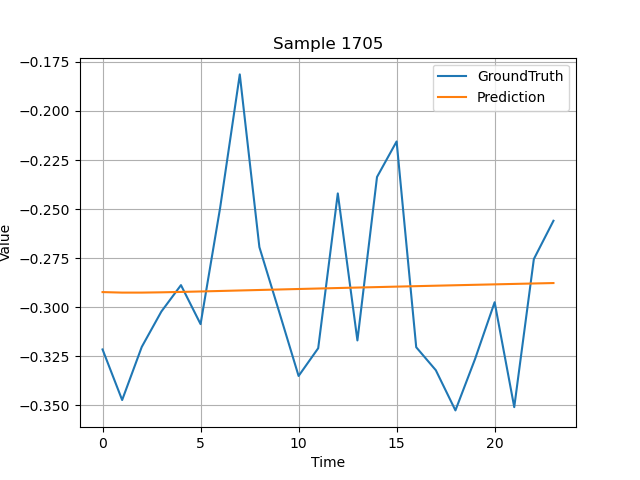 Sample 1705
GroundTruth
Prediction
−0.175
−0.200
−0.225
−0.250
−0.275
−0.300
−0.325
−0.350
Value
0 5 10 15 20
Time